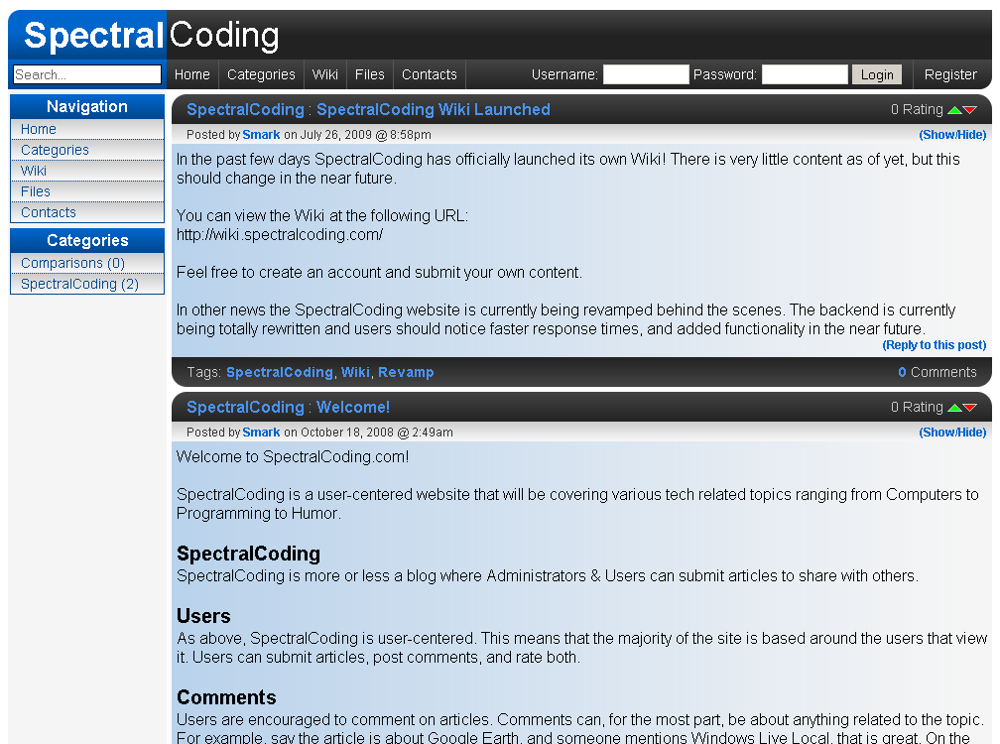 SpectralCoding
Search...
Home Categories Wiki Files Contacts Username: Password: Login Register
Navigation
Home
Categories
Wiki
Files
Contacts
Categories
Comparisons (0)
SpectralCoding (2)
SpectralCoding : SpectralCoding Wiki Launched 0 Rating
Posted by Smark on July 26, 2009 @ 8:58pm (Show/Hide)
In the past few days SpectralCoding has officially launched its own Wiki! There is very little content as of yet, but this
should change in the near future.
You can view the Wiki at the following URL:
http://wiki.spectralcoding.com/
Feel free to create an account and submit your own content.
In other news the SpectralCoding website is currently being revamped behind the scenes. The backend is currently
being totally rewritten and users should notice faster response times, and added functionality in the near future.
(Reply to this post)
Tags: SpectralCoding, Wiki, Revamp 0 Comments
SpectralCoding : Welcome! 0 Rating
Posted by Smark on October 18, 2008 @ 2:49am (Show/Hide)
Welcome to SpectralCoding.com!
SpectralCoding is a user-centered website that will be covering various tech related topics ranging from Computers to
Programming to Humor.
SpectralCoding
SpectralCoding is more or less a blog where Administrators & Users can submit articles to share with others.
Users
As above, SpectralCoding is user-centered. This means that the majority of the site is based around the users that view
it. Users can submit articles, post comments, and rate both.
Comments
Users are encouraged to comment on articles. Comments can, for the most part, be about anything related to the topic.
For example, say the article is about Google Earth, and someone mentions Windows Live Local, that is great. On the